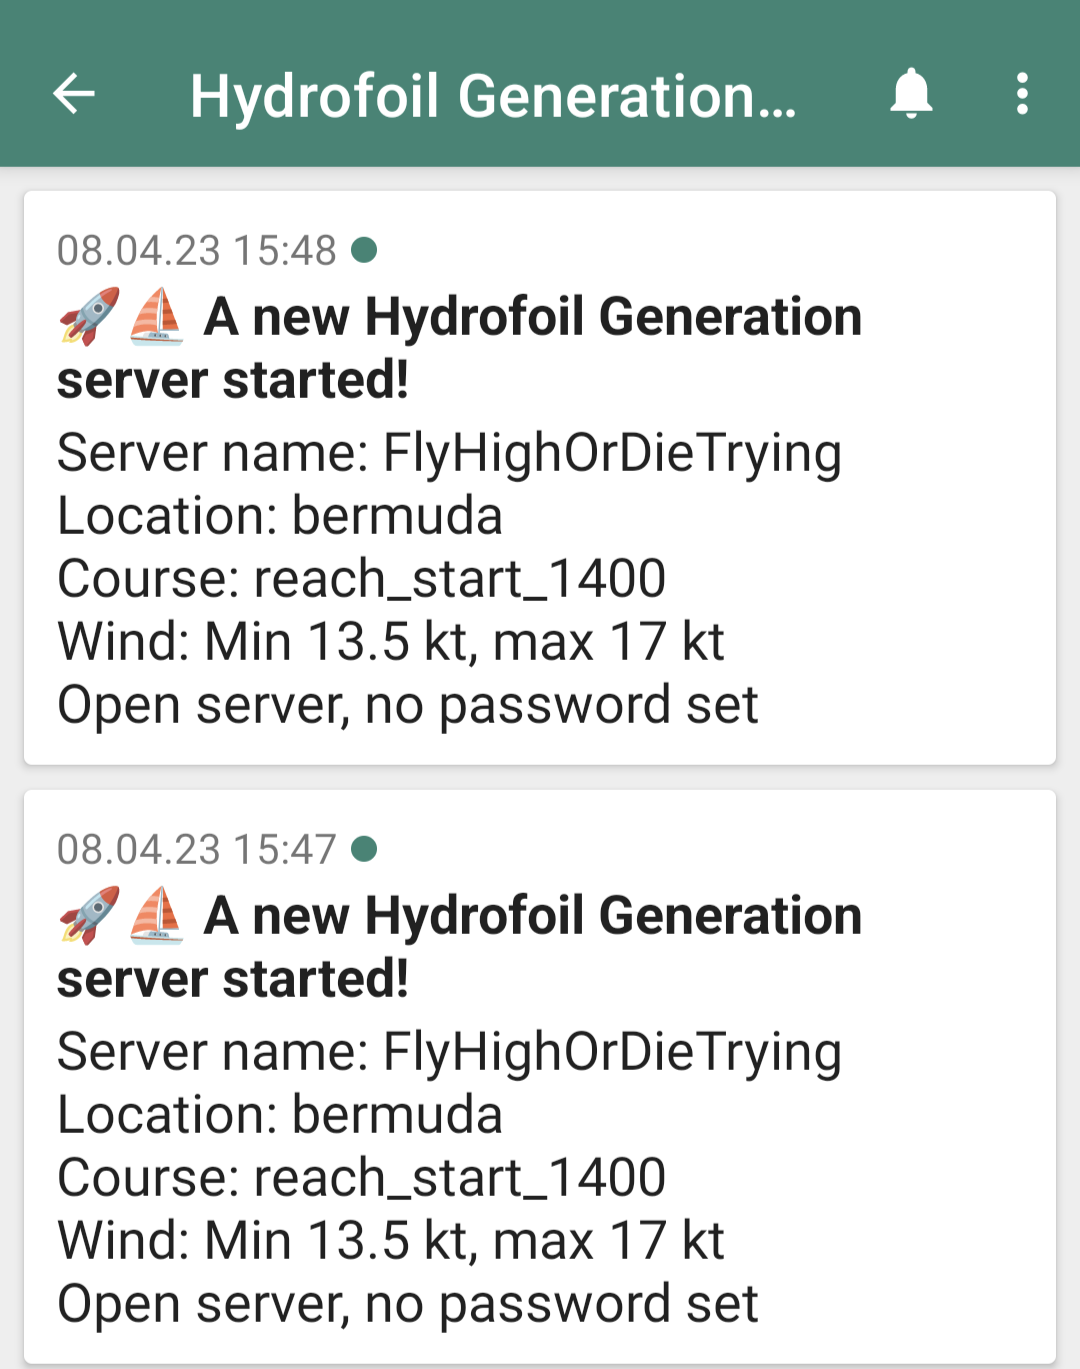 Hydrofoil Generation...
08.04.23 15:48
🚀⛵ A new Hydrofoil Generation
server started!
Server name: FlyHighOrDieTrying
Location: bermuda
Course: reach_start_1400
Wind: Min 13.5 kt, max 17 kt
Open server, no password set
08.04.23 15:47
🚀⛵ A new Hydrofoil Generation
server started!
Server name: FlyHighOrDieTrying
Location: bermuda
Course: reach_start_1400
Wind: Min 13.5 kt, max 17 kt
Open server, no password set